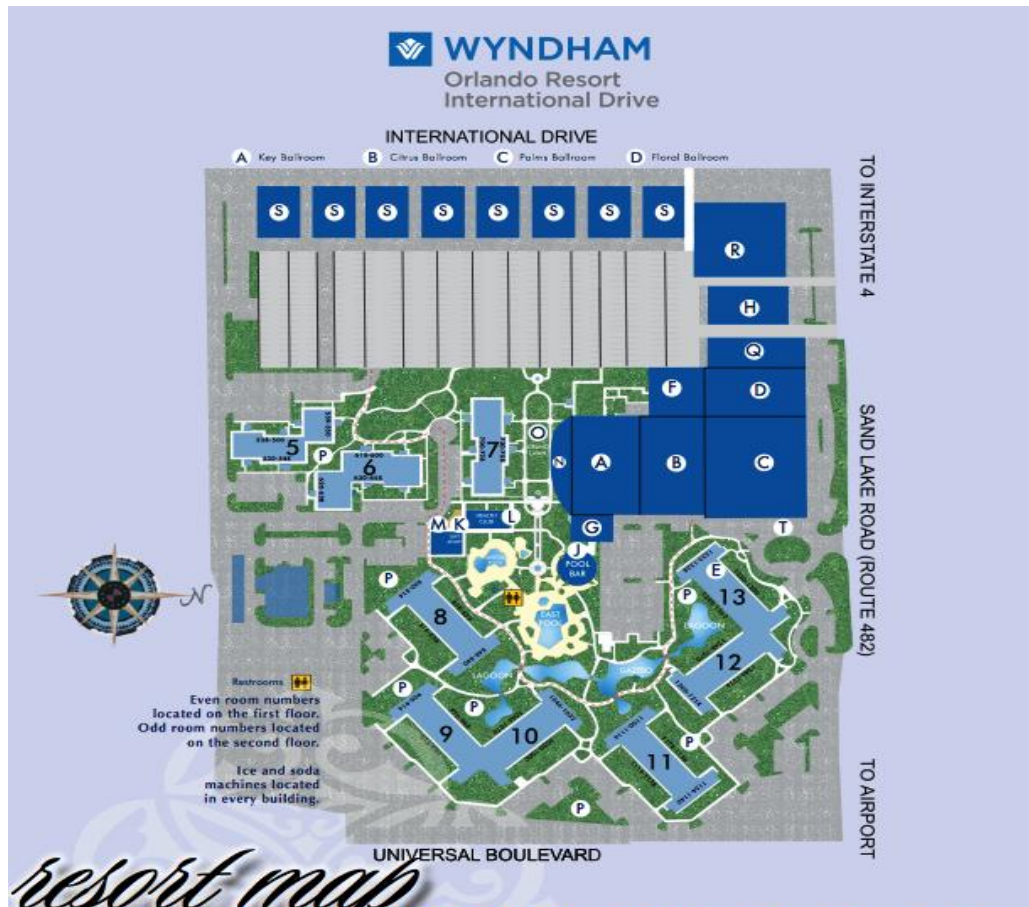 WYNDHAM
Orlando Resort
International Drive
INTERNATIONAL DRIVE
A Key Ballroom B Citrus Ballroom C Palms Ballroom D Floral Ballroom
TO INTERSTATE 4
S S S S S S S S
R
H
Q
F D
O
N A B C
5
P
6
7
SAND LAKE ROAD (ROUTE 482)
M K L
HEALTH CLUB
G
T
J
POOL
BAR
E
P
8
13
P
EAST
POOL
LAGOON
N
12
LAGOON
GAZEBO
Restrooms
Even room numbers
located on the first floor.
Odd room numbers located
on the second floor.
Ice and soda
machines located
in every building.
P
P
9
10
11
P
P
TO AIRPORT
UNIVERSAL BOULEVARD
resort map